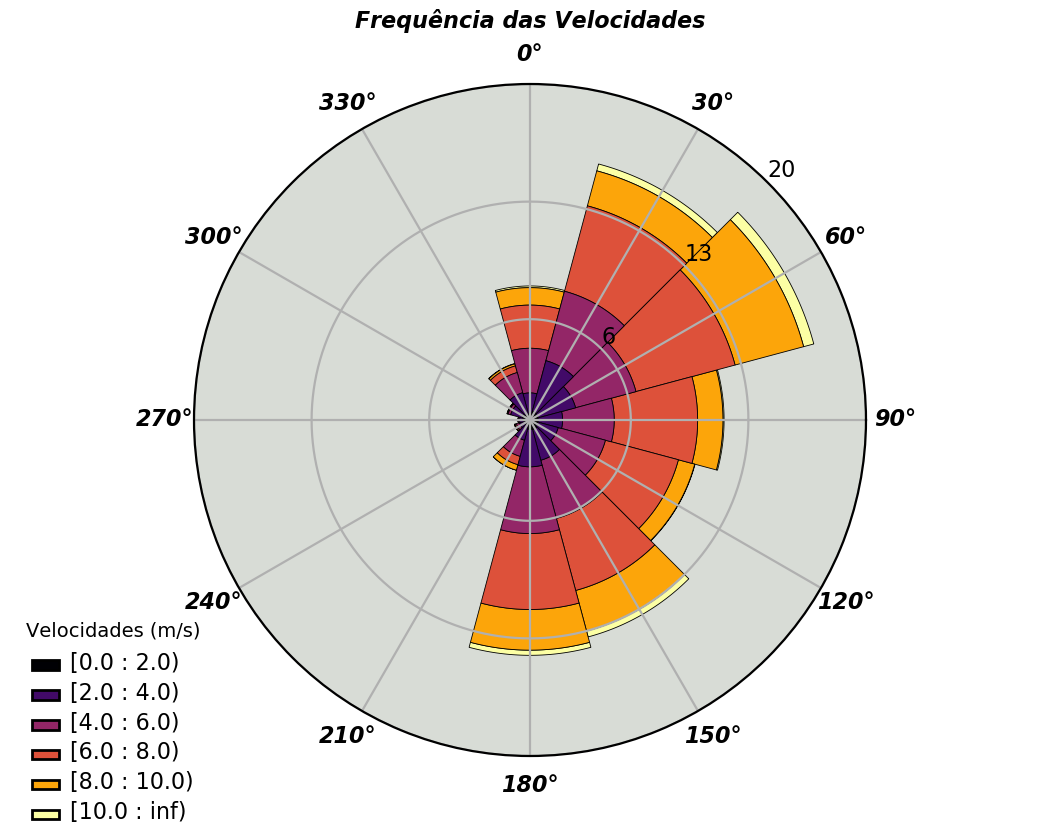 Frequência das Velocidades
0°
330°
30°
20
300°
60°
13
6
270°
90°
240°
120°
210°
150°
180°
Velocidades (m/s)
[0.0 : 2.0)
[2.0 : 4.0)
[4.0 : 6.0)
[6.0 : 8.0)
[8.0 : 10.0)
[10.0 : inf)